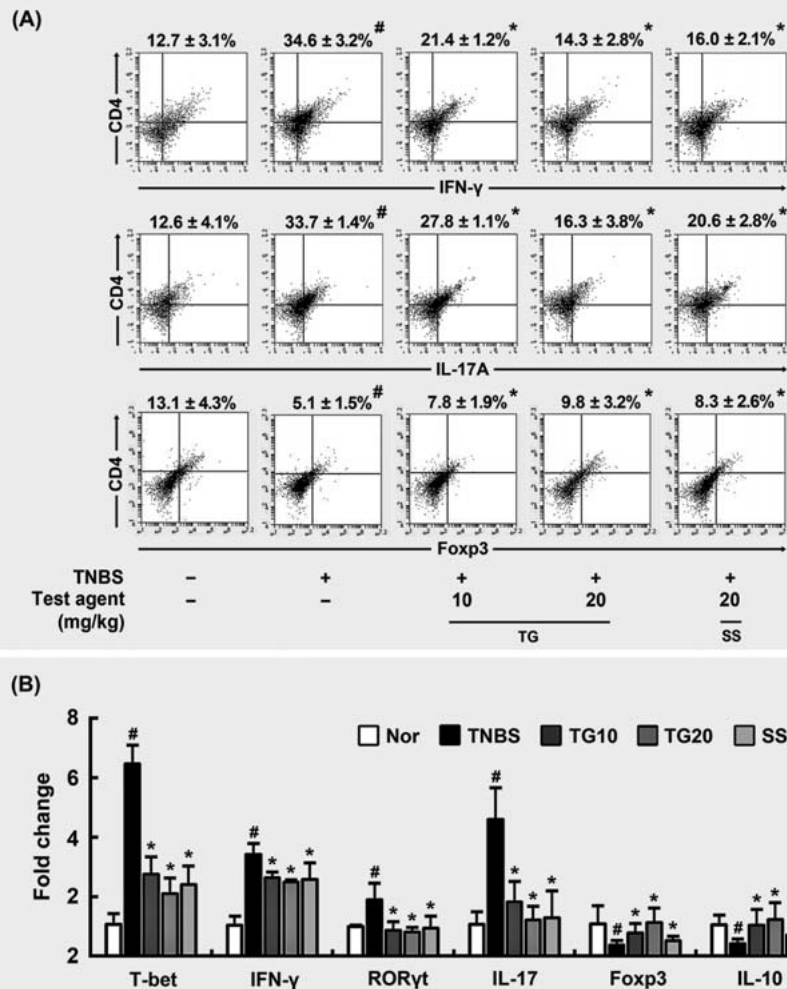 (A)
12.7 ± 3.1% 34.6 ± 3.2% # 21.4 ± 1.2% * 14.3 ± 2.8% * 16.0 ± 2.1% *
CD4
IFN-γ
12.6 ± 4.1% 33.7 ± 1.4% # 27.8 ± 1.1% * 16.3 ± 3.8% * 20.6 ± 2.8% *
CD4
IL-17A
13.1 ± 4.3% 5.1 ± 1.5% # 7.8 ± 1.9% * 9.8 ± 3.2% * 8.3 ± 2.6% *
CD4
Foxp3
TNBS – + + + +
Test agent – – 10 20 20
(mg/kg) TG SS
(B)
8
Nor TNBS TG10 TG20 SS
6
4
2
2
Fold change
# * * * # * * * # * * * # * * * # * * * # * *
T-bet IFN-γ RORγt IL-17 Foxp3 IL-10